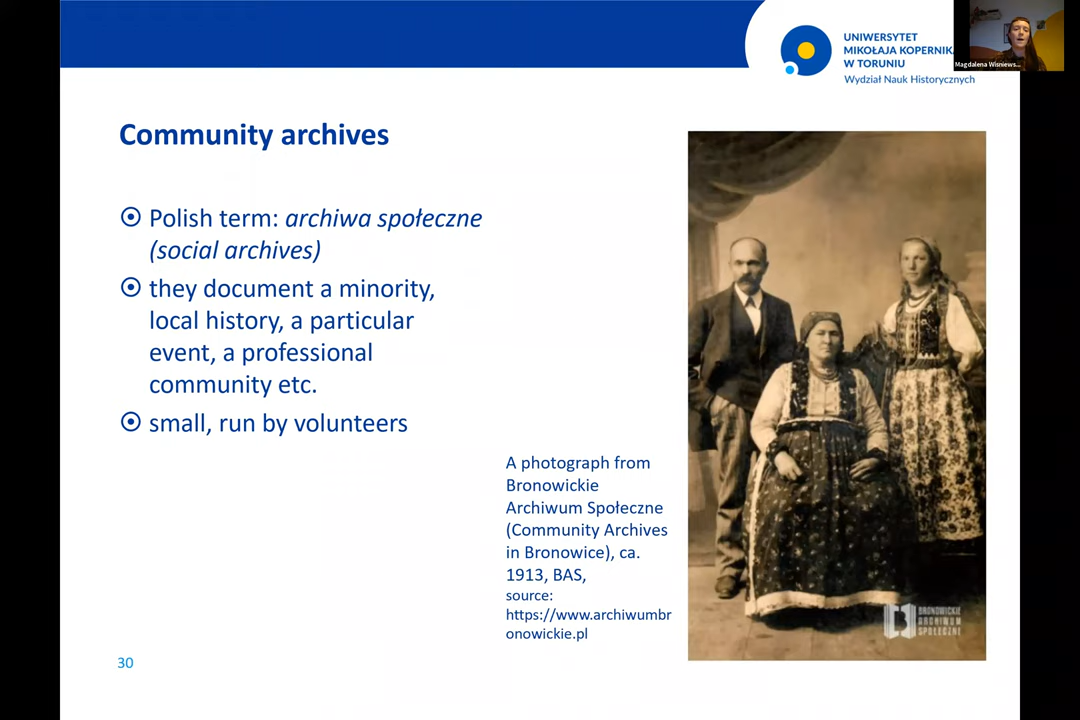 UNIWERSYTET
MIKOŁAJA KOPERNIKA
W TORUNIU
Wydział Nauk Historycznych
Magdalena Wisniews...
Community archives
Polish term: archiwa społeczne
(social archives)
they document a minority,
local history, a particular
event, a professional
community etc.
small, run by volunteers
A photograph from
Bronowickie
Archiwum Społeczne
(Community Archives
in Bronowice), ca.
1913, BAS,
source:
https://www.archiwumbr
onowickie.pl
BRONOWICKIE
ARCHIWUM
SPOŁECZNE
30